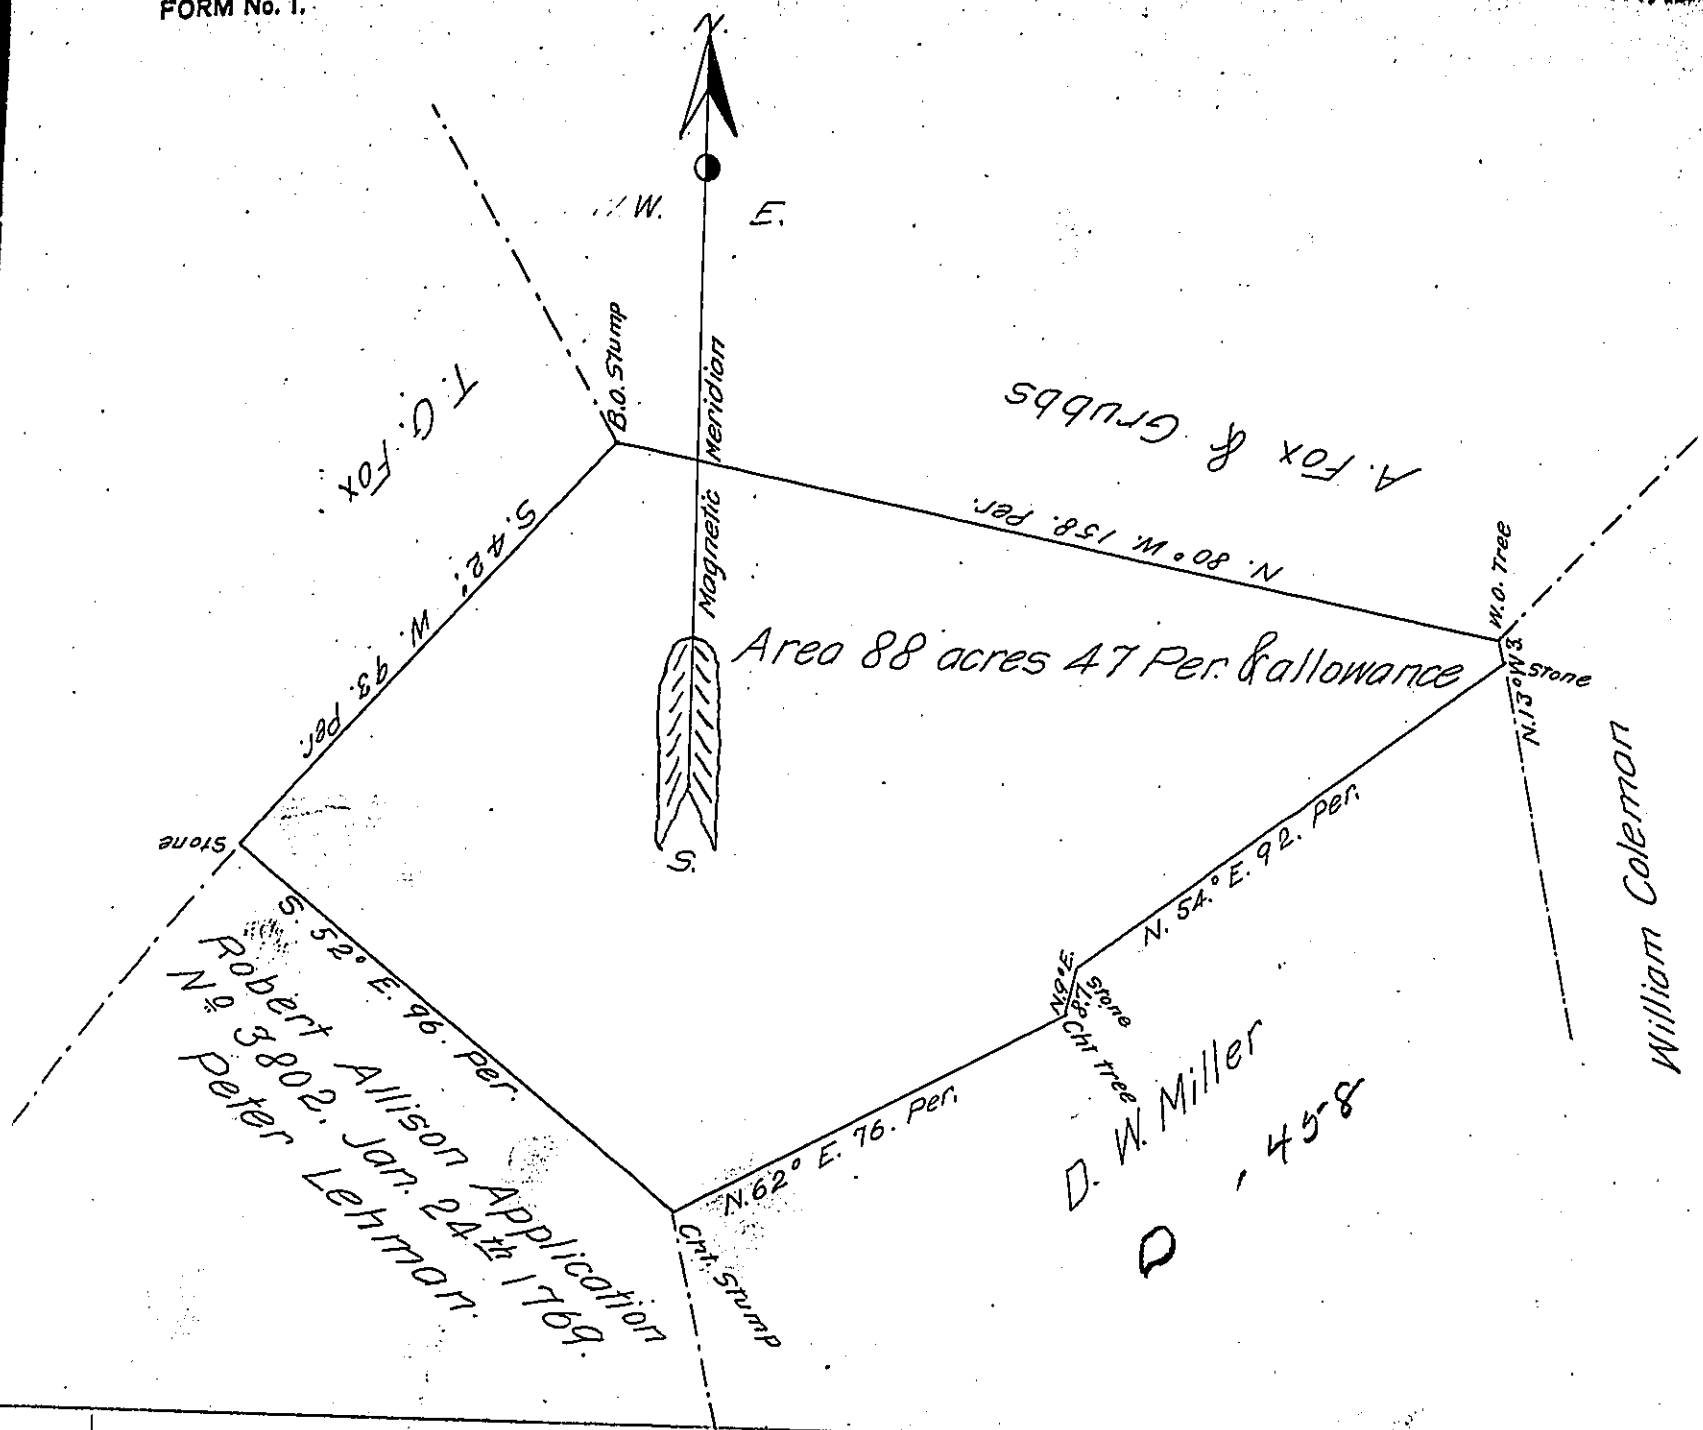 FORM No. 1.
N.
W.
E.
B.O. Stump
T. G. Fox
Magnetic Meridian
A. Fox & Grubbs
S. 42° W. 93. Per.
N. 80° W. 158. Per.
W.O. Tree
N.13°W 3.
Stone
Area 88 acres 47 Per. & allowance
S.
Stone
William Coleman
N. 54.° E. 92. Per.
S. 52° E. 96. Per.
N.9°E.
8.7
Stone
Cht tree
N.62° E. 76. Per.
D. W. Miller
Robert Allison Application
Nº 3802. Jan. 24th 1769.
Peter Lehman.
Cht. Stump
D
, 458